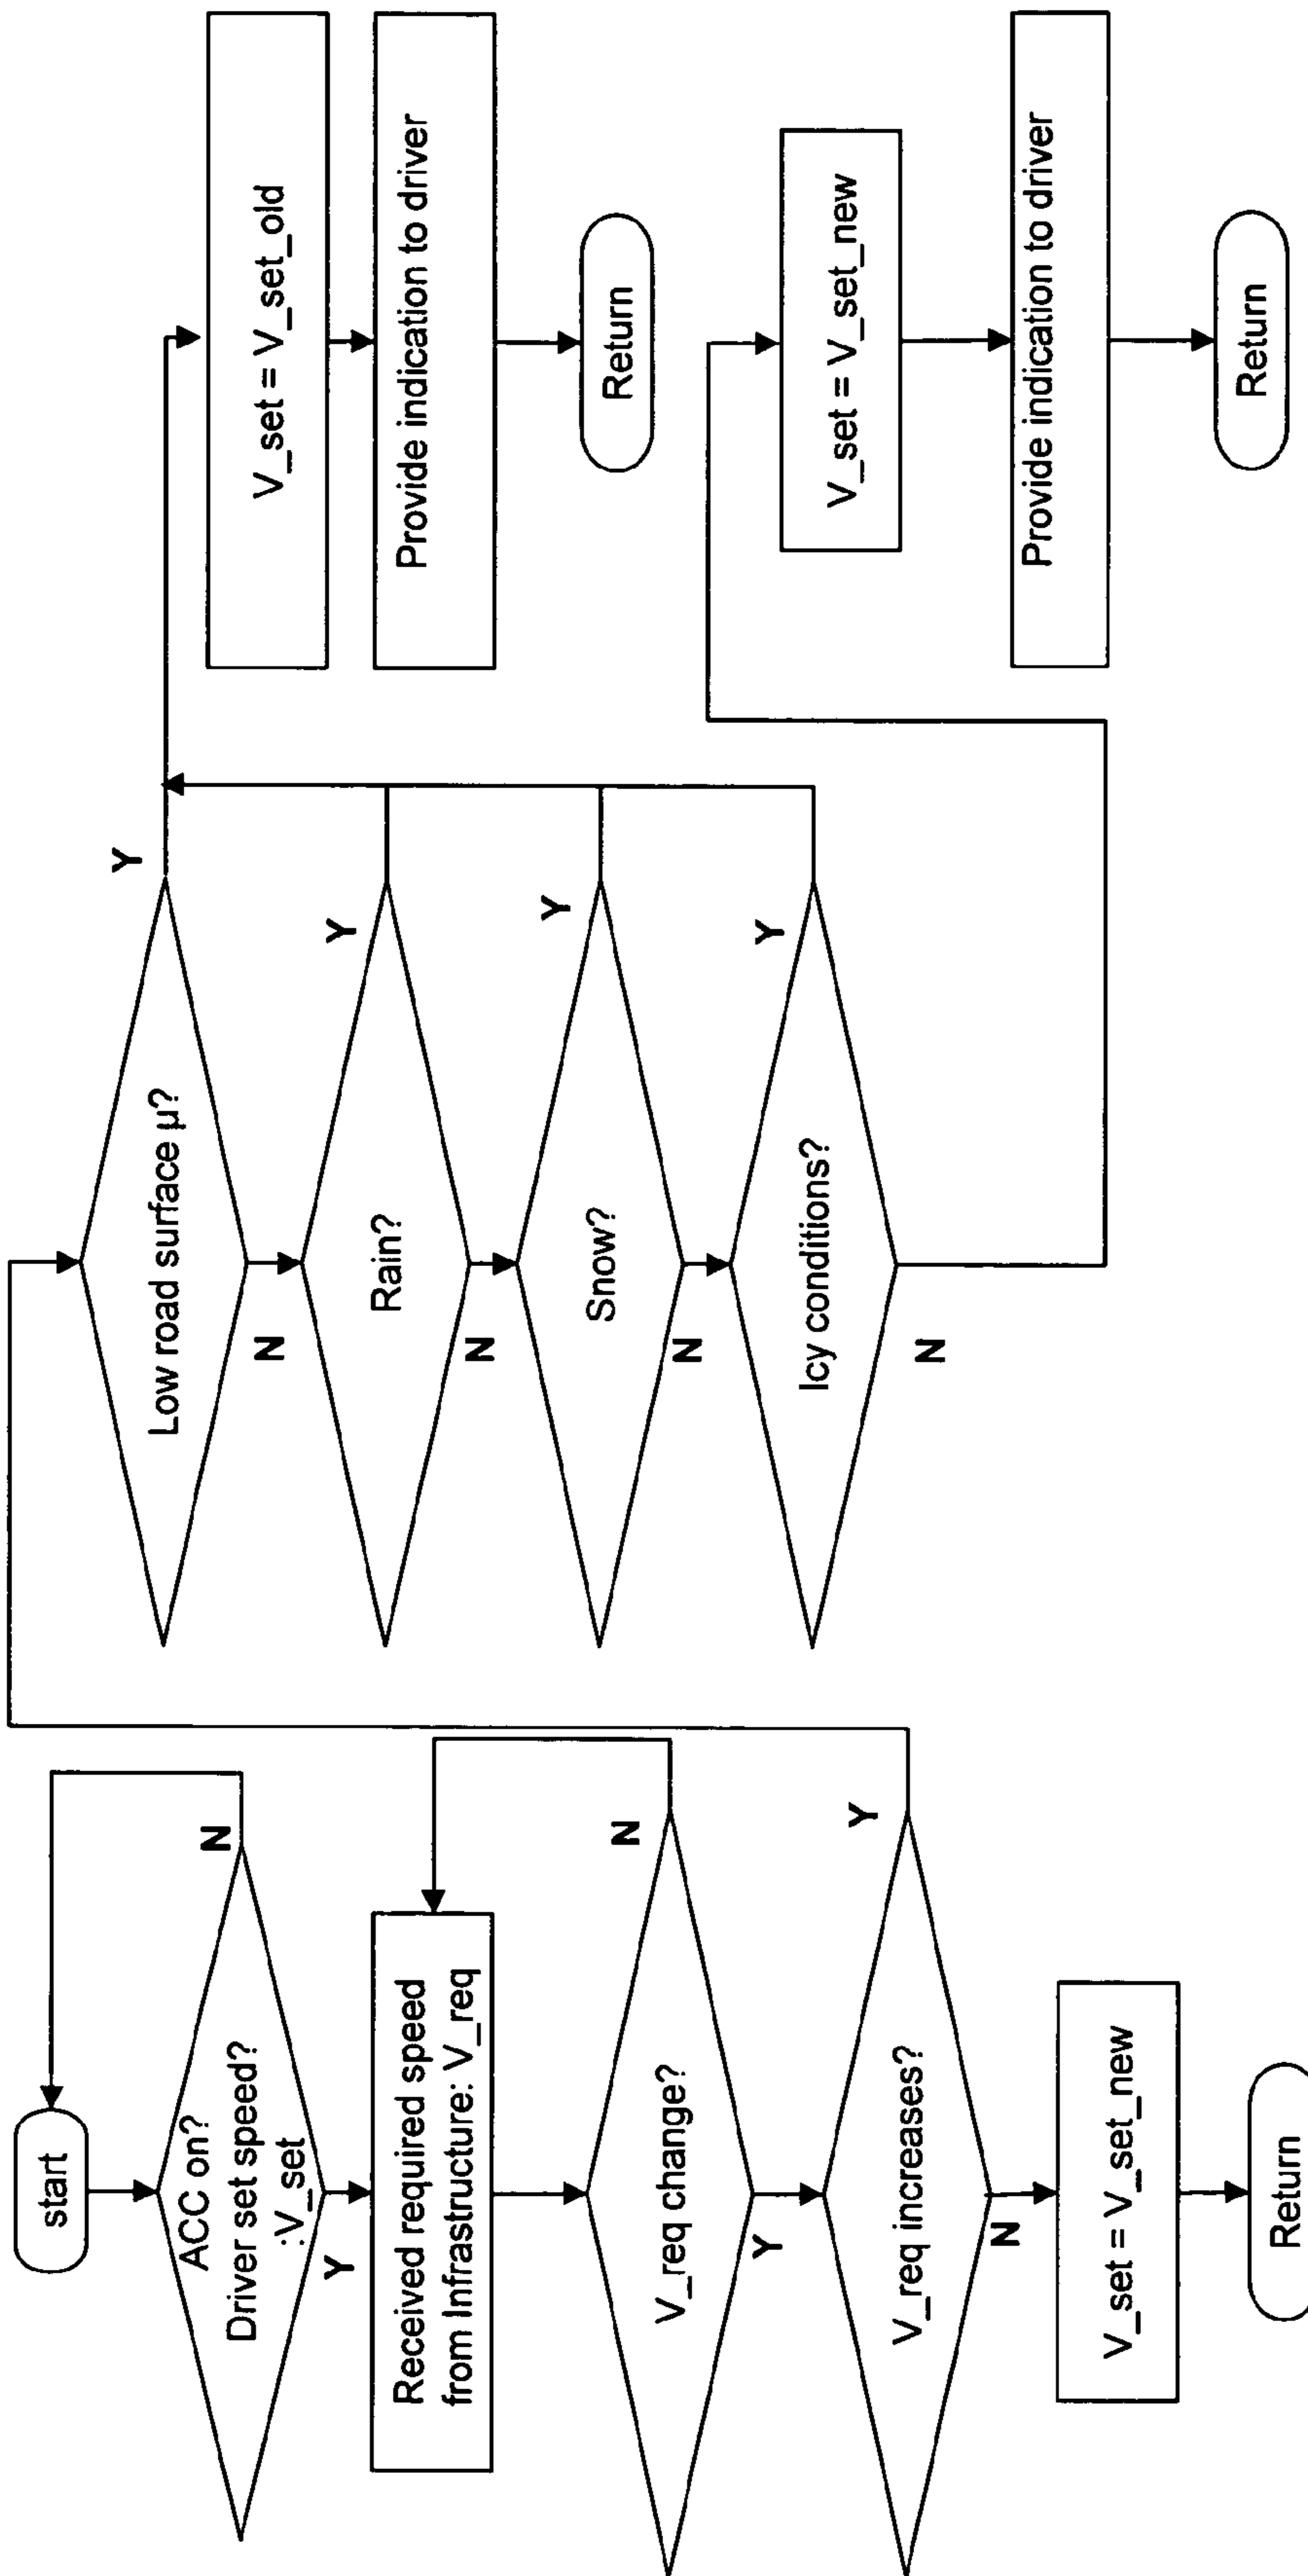 start
ACC on?
Driver set speed?
:V_set
N
Y
Received required speed
from Infrastructure: V_req
V_req change?
N
Y
V_req increases?
Y
N
V_set = V_set_new
Return
Low road surface µ?
Y
N
Rain?
Y
N
Snow?
Y
N
Icy conditions?
Y
N
V_set = V_set_old
Provide indication to driver
Return
V_set = V_set_new
Provide indication to driver
Return